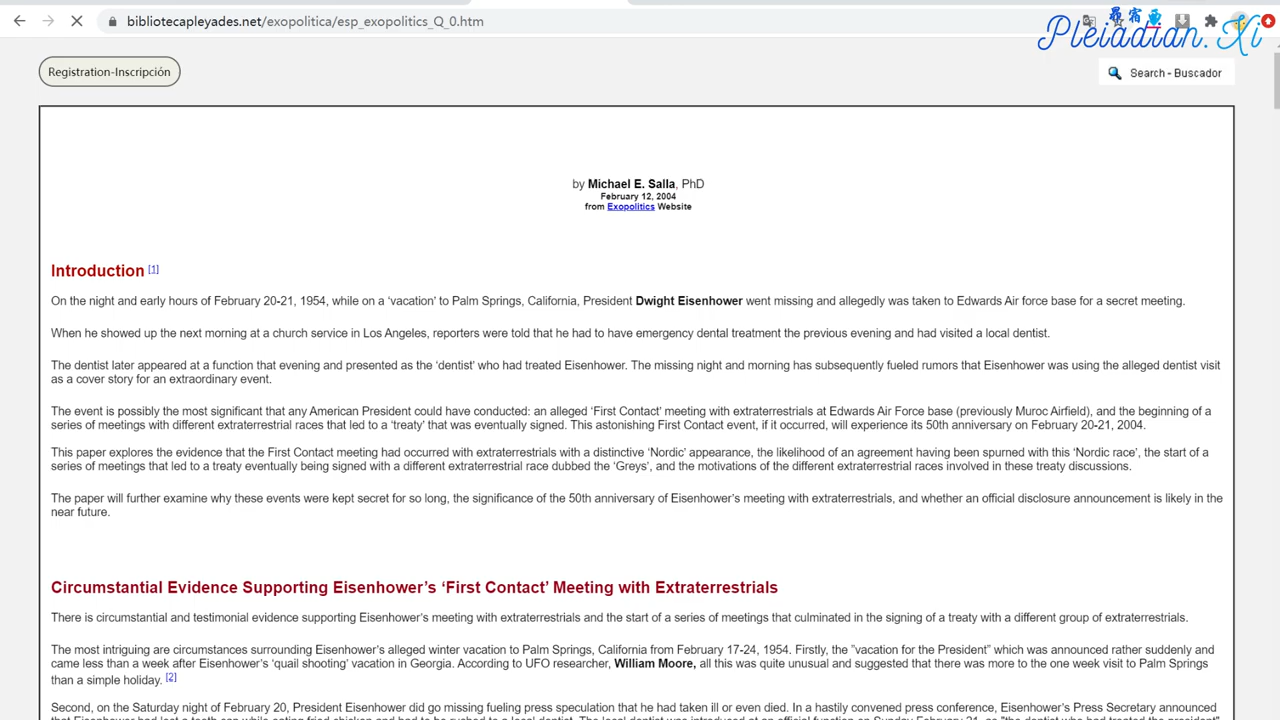 bibliotecapleyades.net/exopolitica/esp_exopolitics_Q_0.htm
昴宿画
Pleiadian.Xi
Registration-Inscripción
Search - Buscador
by Michael E. Salla, PhD
February 12, 2004
from Exopolitics Website
Introduction [1]
On the night and early hours of February 20-21, 1954, while on a ‘vacation’ to Palm Springs, California, President Dwight Eisenhower went missing and allegedly was taken to Edwards Air force base for a secret meeting.
When he showed up the next morning at a church service in Los Angeles, reporters were told that he had to have emergency dental treatment the previous evening and had visited a local dentist.
The dentist later appeared at a function that evening and presented as the ‘dentist’ who had treated Eisenhower. The missing night and morning has subsequently fueled rumors that Eisenhower was using the alleged dentist visit
as a cover story for an extraordinary event.
The event is possibly the most significant that any American President could have conducted: an alleged ‘First Contact’ meeting with extraterrestrials at Edwards Air Force base (previously Muroc Airfield), and the beginning of a
series of meetings with different extraterrestrial races that led to a ‘treaty’ that was eventually signed. This astonishing First Contact event, if it occurred, will experience its 50th anniversary on February 20-21, 2004.
This paper explores the evidence that the First Contact meeting had occurred with extraterrestrials with a distinctive ‘Nordic’ appearance, the likelihood of an agreement having been spurned with this ‘Nordic race’, the start of a
series of meetings that led to a treaty eventually being signed with a different extraterrestrial race dubbed the ‘Greys’, and the motivations of the different extraterrestrial races involved in these treaty discussions.
The paper will further examine why these events were kept secret for so long, the significance of the 50th anniversary of Eisenhower’s meeting with extraterrestrials, and whether an official disclosure announcement is likely in the
near future.
Circumstantial Evidence Supporting Eisenhower’s ‘First Contact’ Meeting with Extraterrestrials
There is circumstantial and testimonial evidence supporting Eisenhower’s meeting with extraterrestrials and the start of a series of meetings that culminated in the signing of a treaty with a different group of extraterrestrials.
The most intriguing are circumstances surrounding Eisenhower’s alleged winter vacation to Palm Springs, California from February 17-24, 1954. Firstly, the "vacation for the President” which was announced rather suddenly and
came less than a week after Eisenhower’s ‘quail shooting’ vacation in Georgia. According to UFO researcher, William Moore, all this was quite unusual and suggested that there was more to the one week visit to Palm Springs
than a simple holiday. [2]
Second, on the Saturday night of February 20, President Eisenhower did go missing fueling press speculation that he had taken ill or even died. In a hastily convened press conference, Eisenhower’s Press Secretary announced